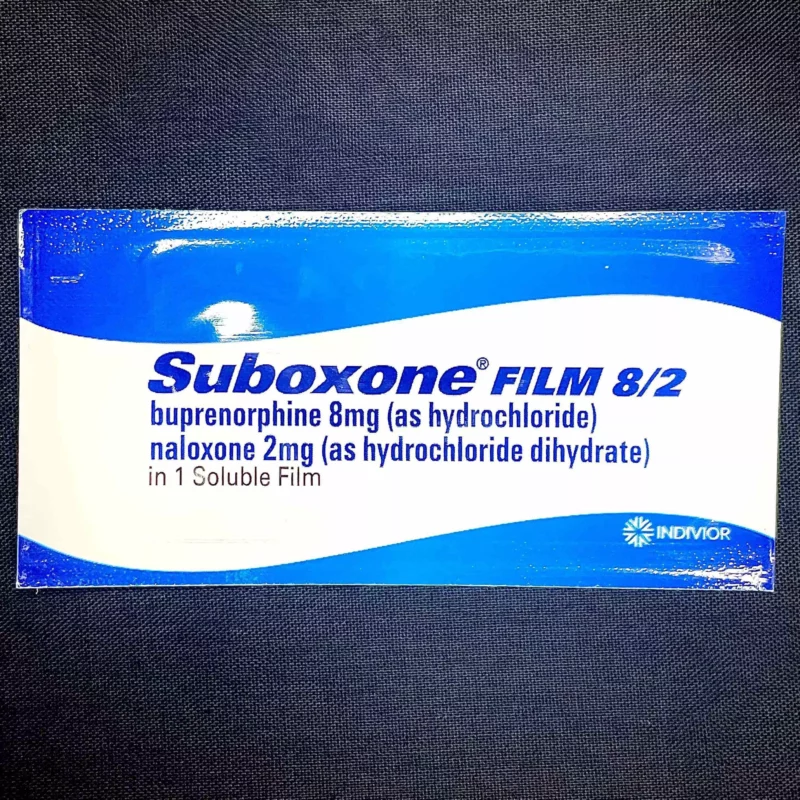 Suboxone® FILM 8/2
buprenorphine 8mg (as hydrochloride)
naloxone 2mg (as hydrochloride dihydrate)
in 1 Soluble Film
INDIVIOR